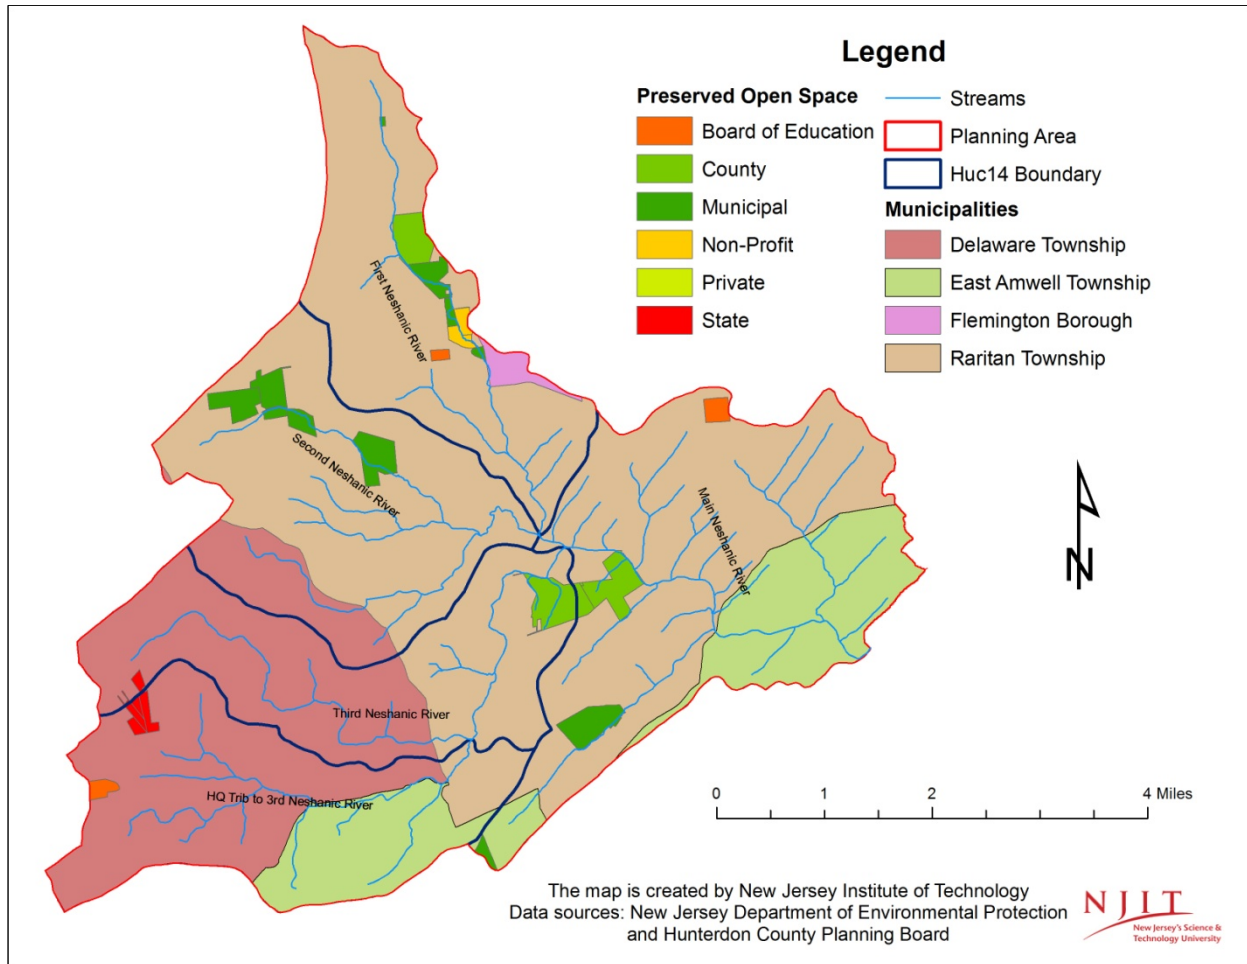 Legend
Preserved Open Space
Board of Education
County
Municipal
Non-Profit
Private
State
Streams
Planning Area
Huc14 Boundary
Municipalities
Delaware Township
East Amwell Township
Flemington Borough
Raritan Township
First Neshanic River
Second Neshanic River
Main Neshanic River
Third Neshanic River
HQ Trib to 3rd Neshanic River
N
0 1 2 4 Miles
The map is created by New Jersey Institute of Technology
Data sources: New Jersey Department of Environmental Protection
and Hunterdon County Planning Board
NJIT
New Jersey's Science &
Technology University